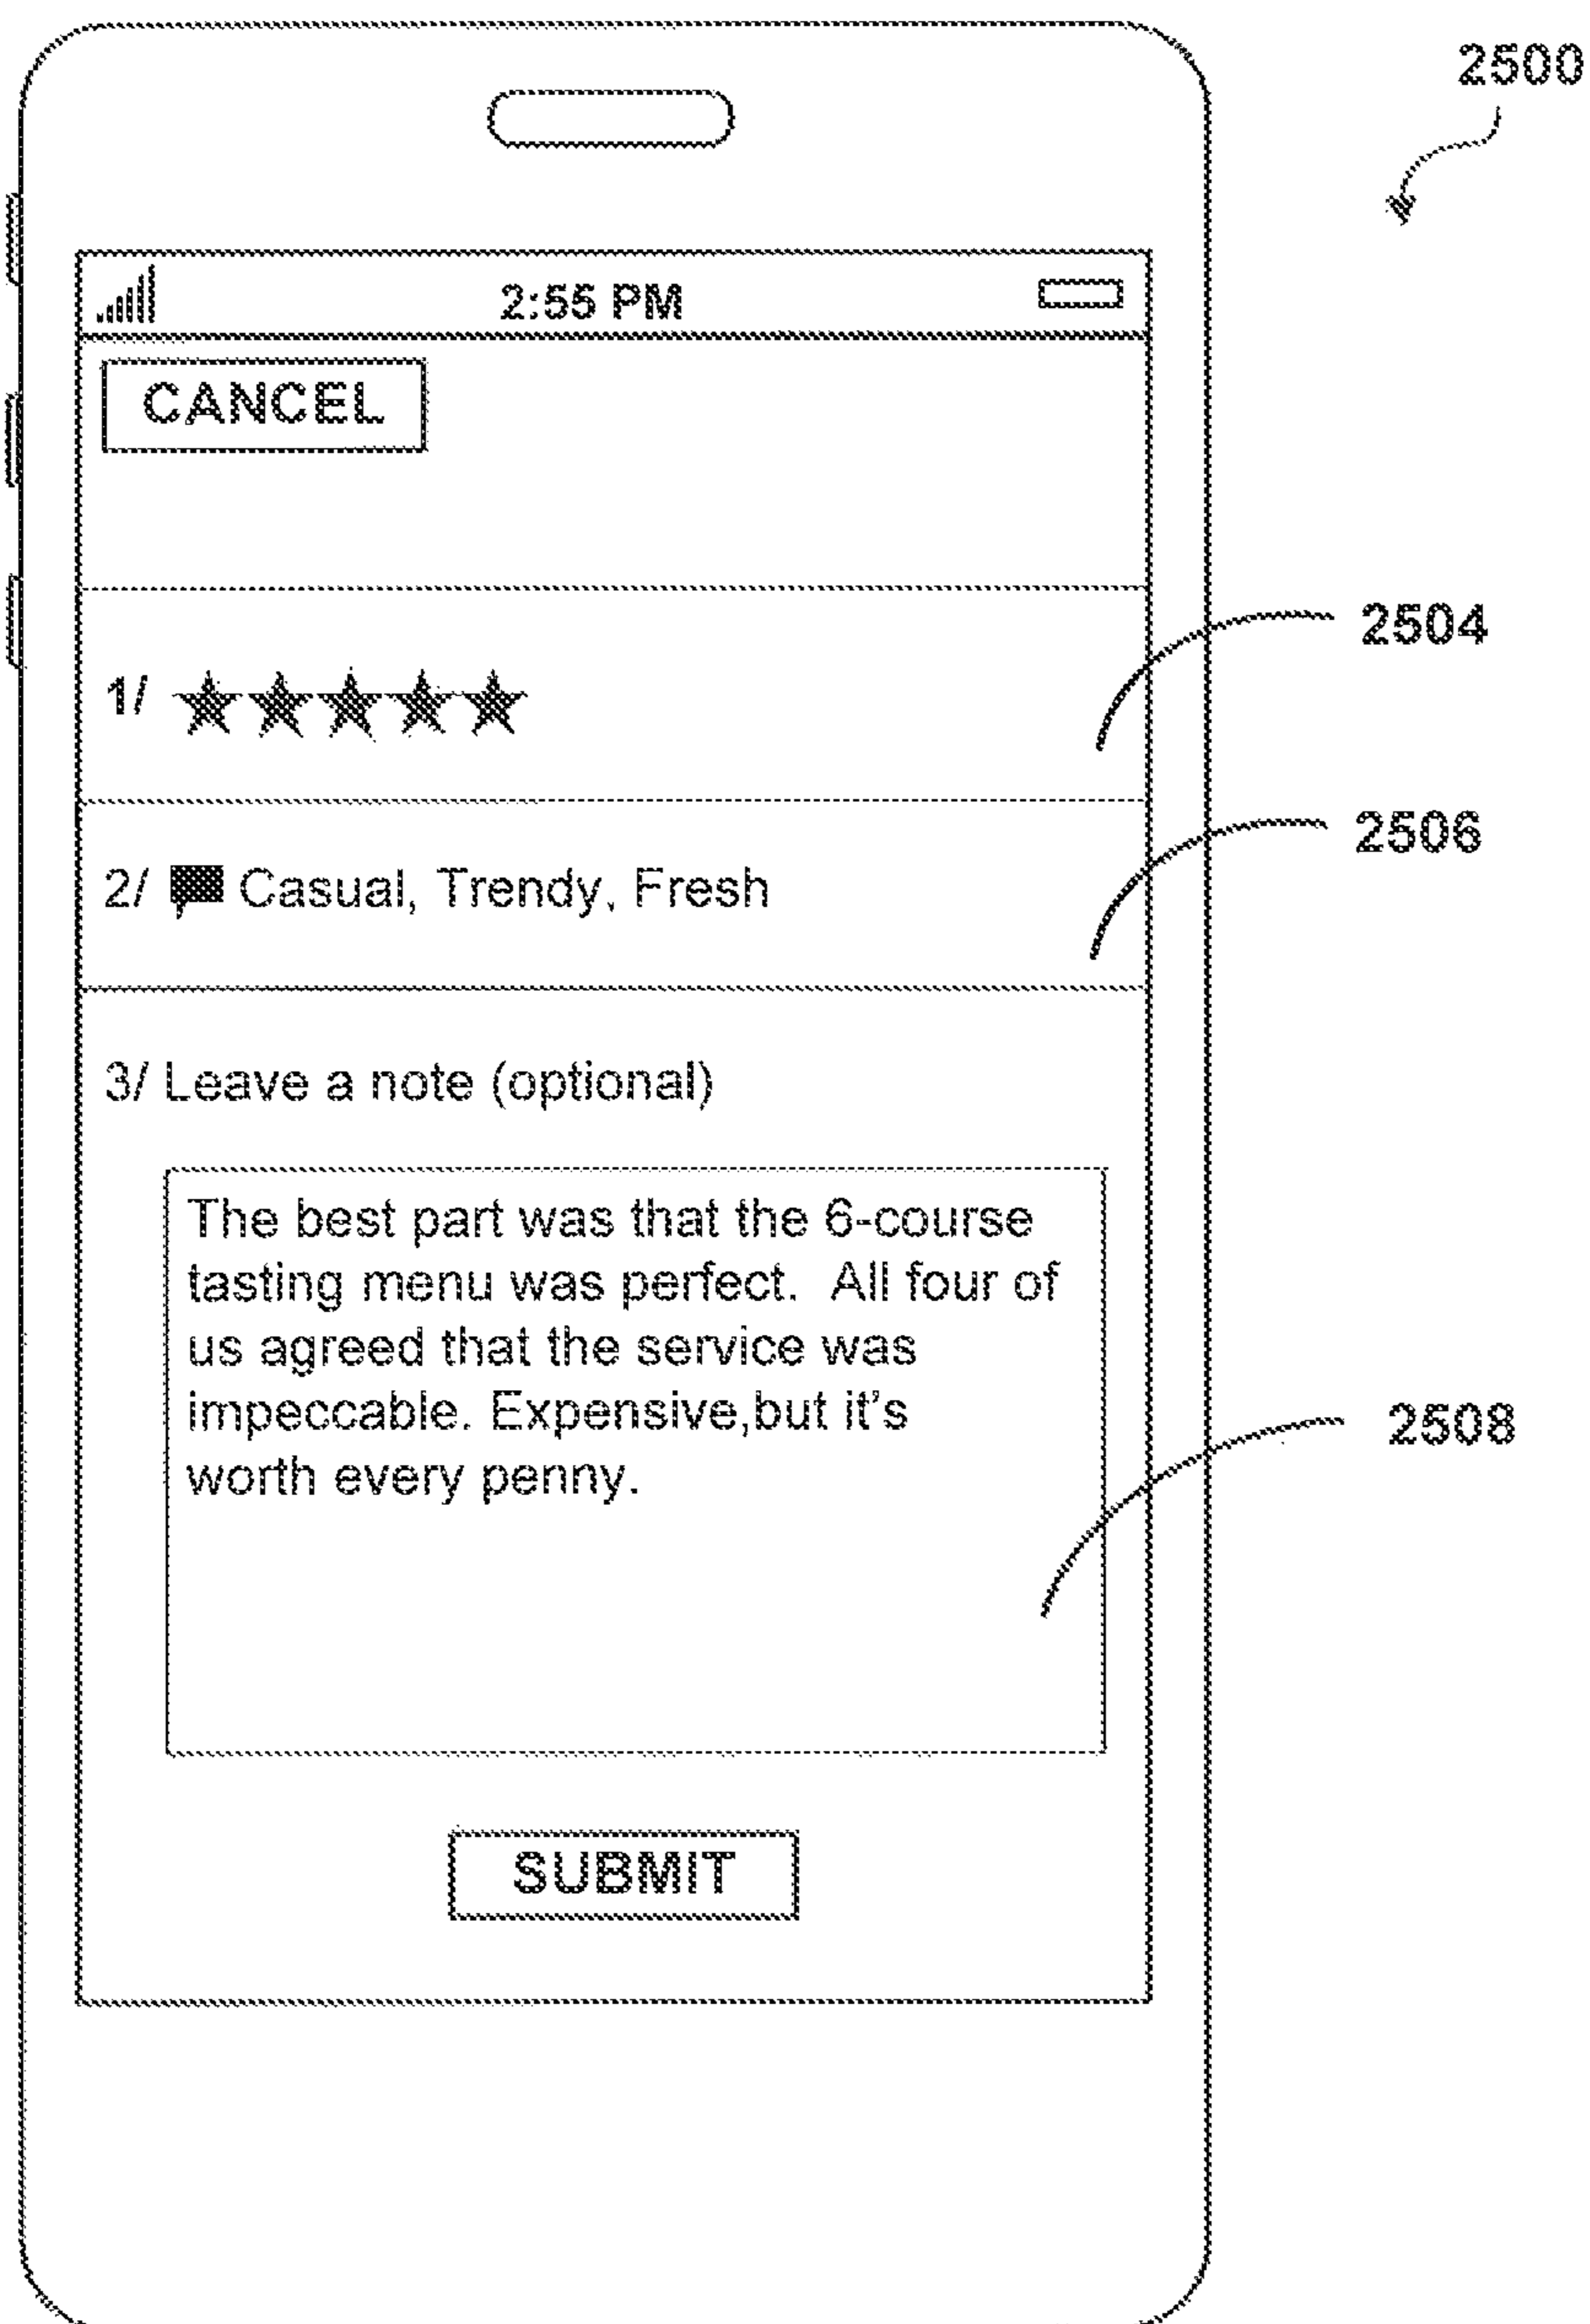 2500
2:55 PM
CANCEL
2504
1/ ★★★★★
2506
2/ Casual, Trendy, Fresh
3/ Leave a note (optional)
The best part was that the 6-course
tasting menu was perfect.  All four of
us agreed that the service was
impeccable. Expensive,but it's
worth every penny.
2508
SUBMIT